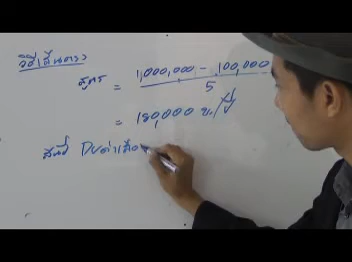 วิธีเส้นตรง
สูตร = 1,000,000 - 100,000
5
= 180,000 บ./ปี